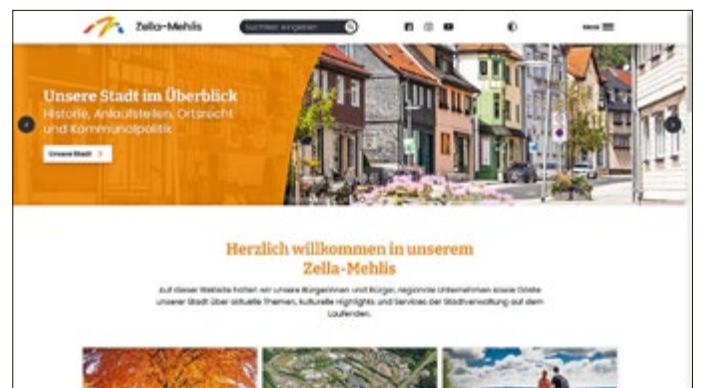 Zella-Mehlis
Suchtext eingeben
Menü
Unsere Stadt im Überblick
Historie, Anlaufstellen, Ortsrecht
und Kommunalpolitik
Unsere Stadt
Herzlich willkommen in unserem
Zella-Mehlis
Auf dieser Website halten wir unsere Bürgerinnen und Bürger, regionale Unternehmen sowie Gäste
unserer Stadt über aktuelle Themen, kulturelle Highlights und Services der Stadtverwaltung auf dem
Laufenden.